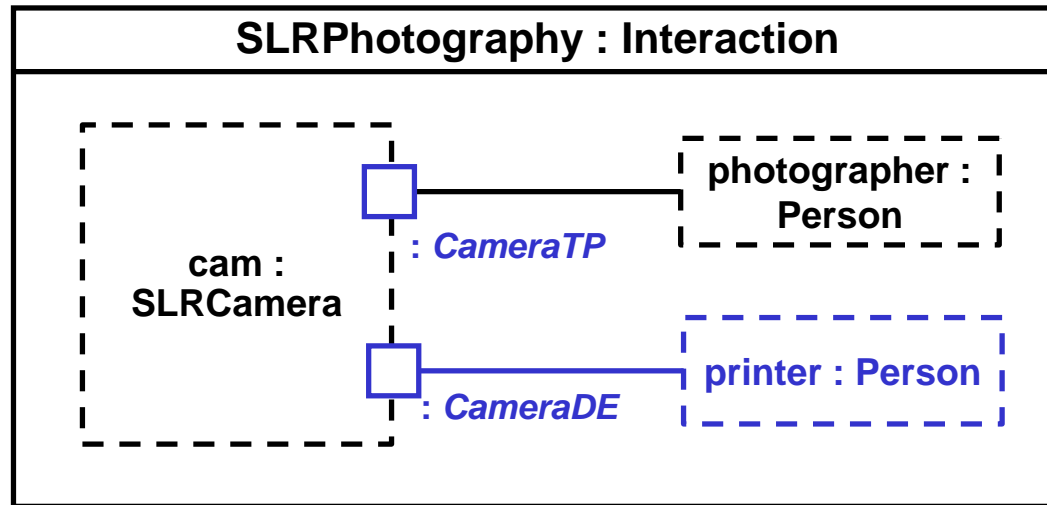 SLRPhotography : Interaction
photographer :
Person
: CameraTP
cam :
SLRCamera
printer : Person
: CameraDE